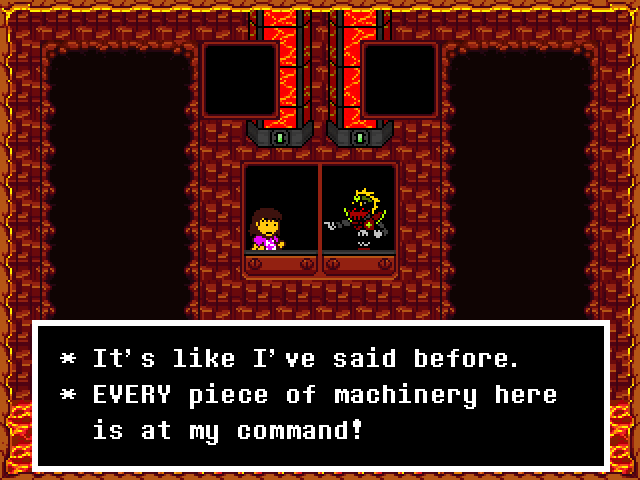 * It's like I've said before.
* EVERY piece of machinery here
is at my command!